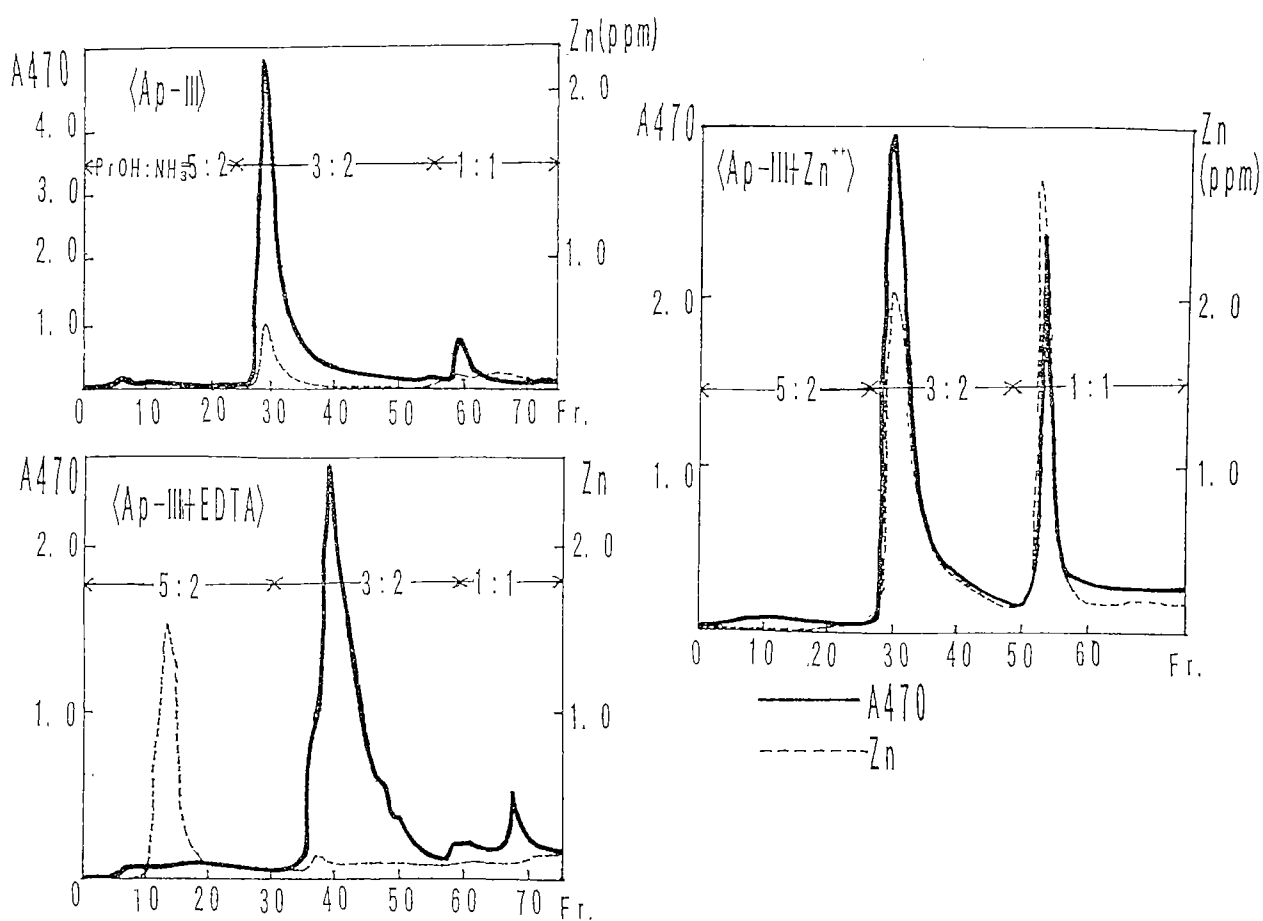 Zn(ppm)
A470
⟨Ap-III⟩
2.0
4.0
PrOH:NH₃=5:2
3:2
1:1
3.0
2.0
1.0
1.0
0 10 20 30 40 50 60 70 Fr.
A470
Zn
⟨Ap-III+EDTA⟩
2.0
2.0
5:2
3:2
1:1
1.0
1.0
0 10 20 30 40 50 60 70 Fr.
A470
Zn
(ppm)
⟨Ap-III+Zn⁺⁺⟩
2.0
2.0
5:2
3:2
1:1
1.0
1.0
0 10 20 30 40 50 60 Fr.
A470
Zn